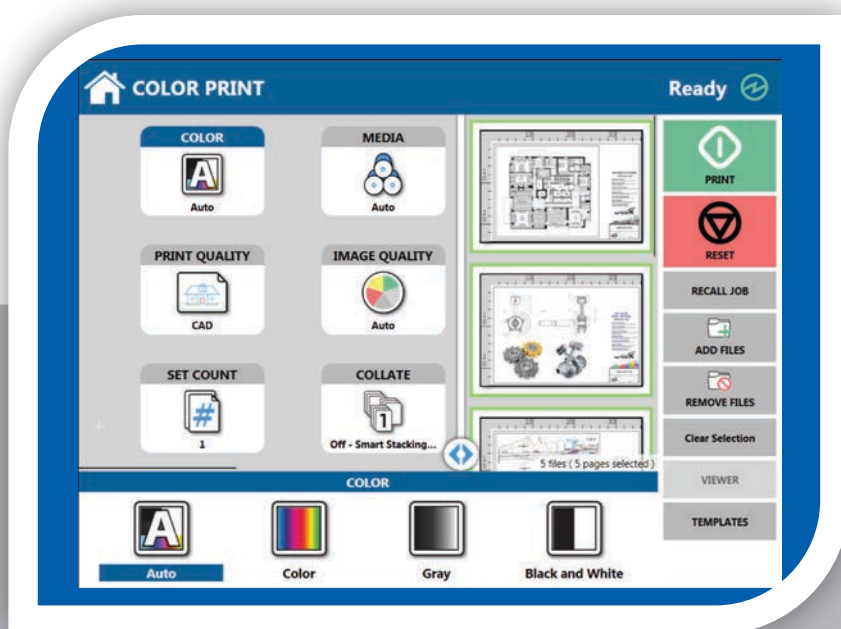 COLOR PRINT
Ready
COLOR
Auto
MEDIA
Auto
PRINT QUALITY
CAD
IMAGE QUALITY
Auto
SET COUNT
#
1
COLLATE
1
Off - Smart Stacking...
5 files ( 5 pages selected )
PRINT
RESET
RECALL JOB
ADD FILES
REMOVE FILES
Clear Selection
VIEWER
TEMPLATES
COLOR
A
Auto
Color
Gray
Black and White